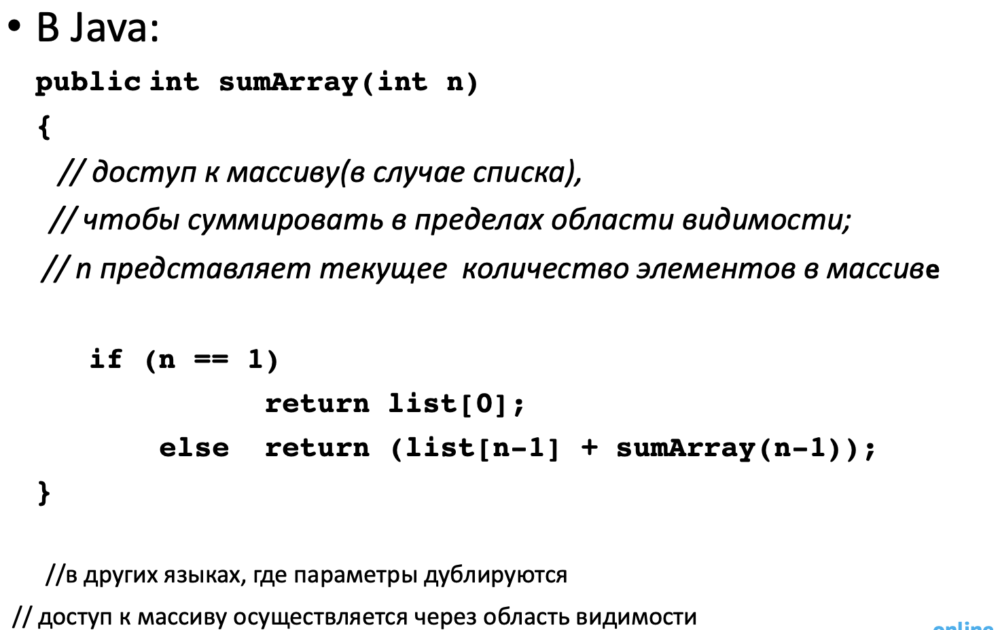 • В Java:
public int sumArray(int n)
{
// доступ к массиву(в случае списка),
// чтобы суммировать в пределах области видимости;
// n представляет текущее количество элементов в массиве
if (n == 1)
return list[0];
else return (list[n-1] + sumArray(n-1));
}
//в других языках, где параметры дублируются
// доступ к массиву осуществляется через область видимости
online